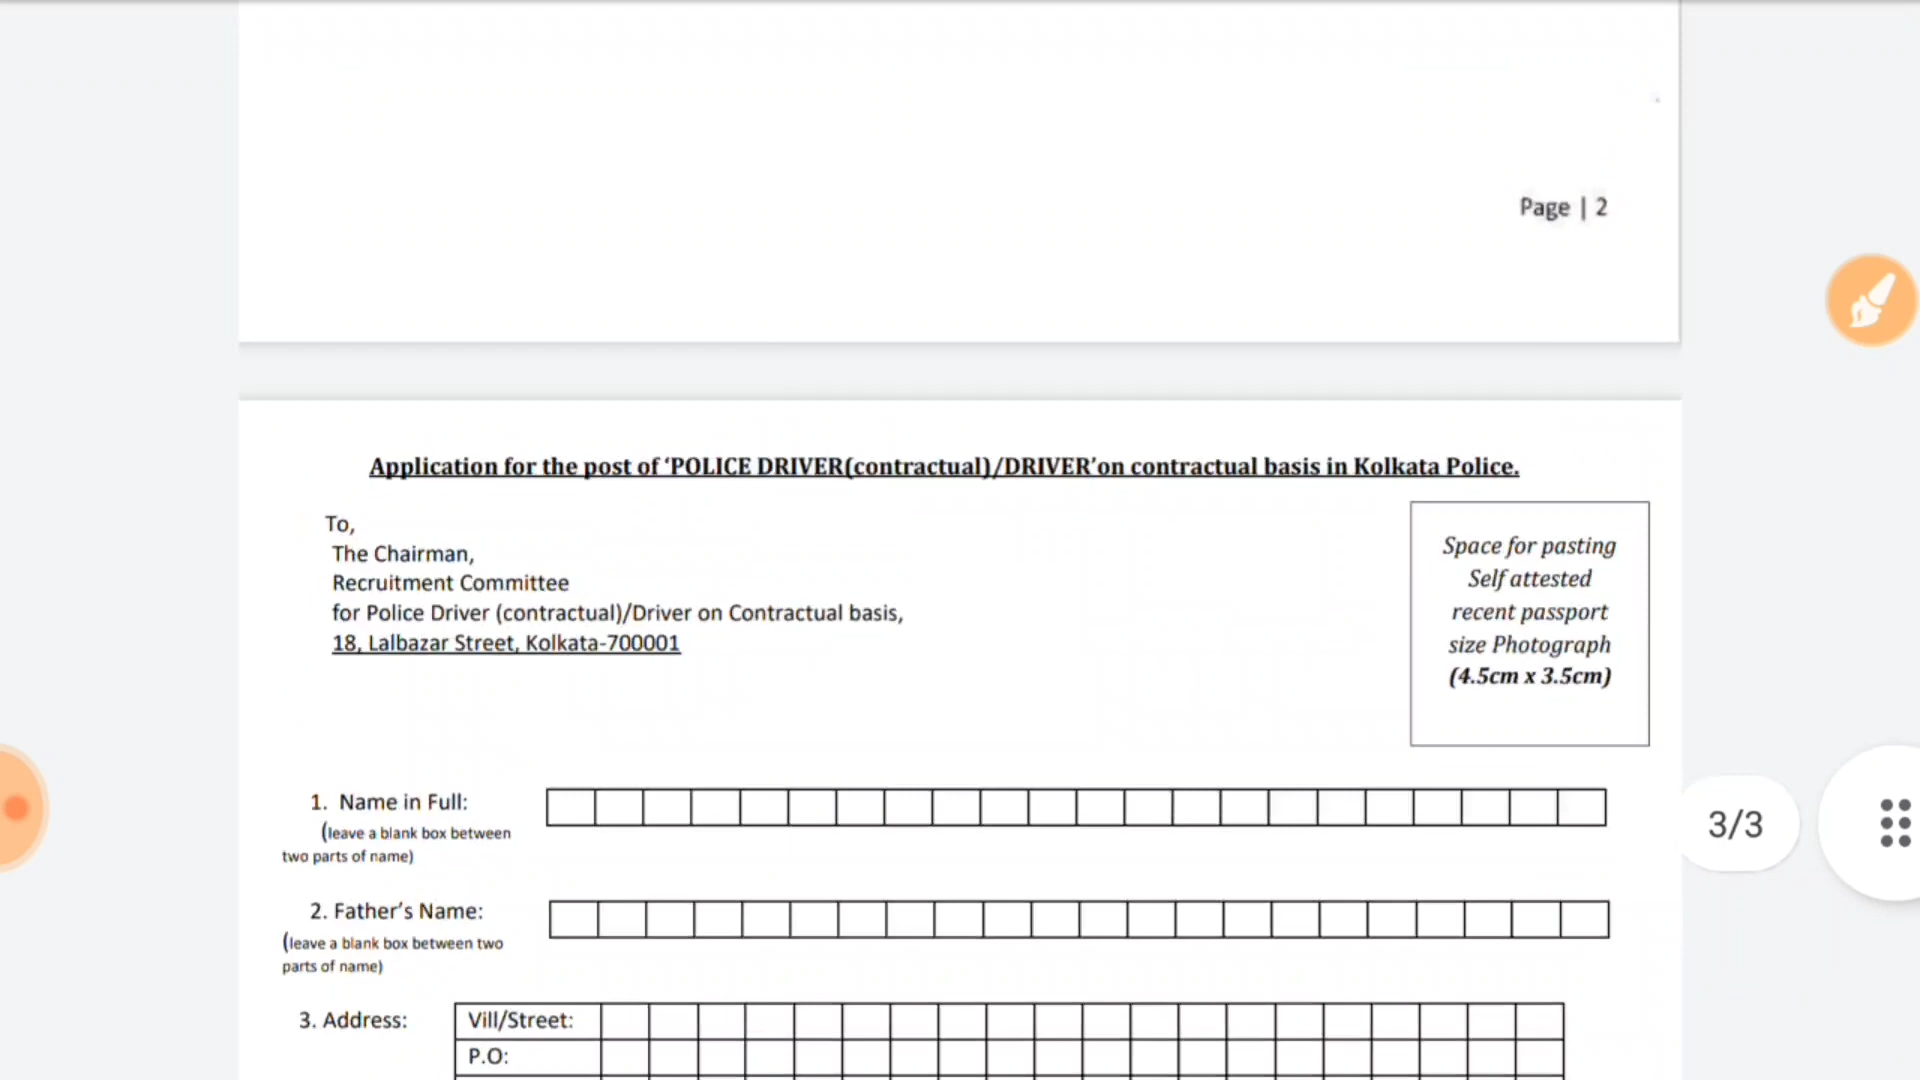 Page | 2
Application for the post of ‘POLICE DRIVER(contractual)/DRIVER’on contractual basis in Kolkata Police.
To,
The Chairman,
Recruitment Committee
for Police Driver (contractual)/Driver on Contractual basis,
18, Lalbazar Street, Kolkata-700001
Space for pasting
Self attested
recent passport
size Photograph
(4.5cm x 3.5cm)
1. Name in Full:
(leave a blank box between
two parts of name)
3/3
2. Father’s Name:
(leave a blank box between two
parts of name)
3. Address:
Vill/Street:
P.O: